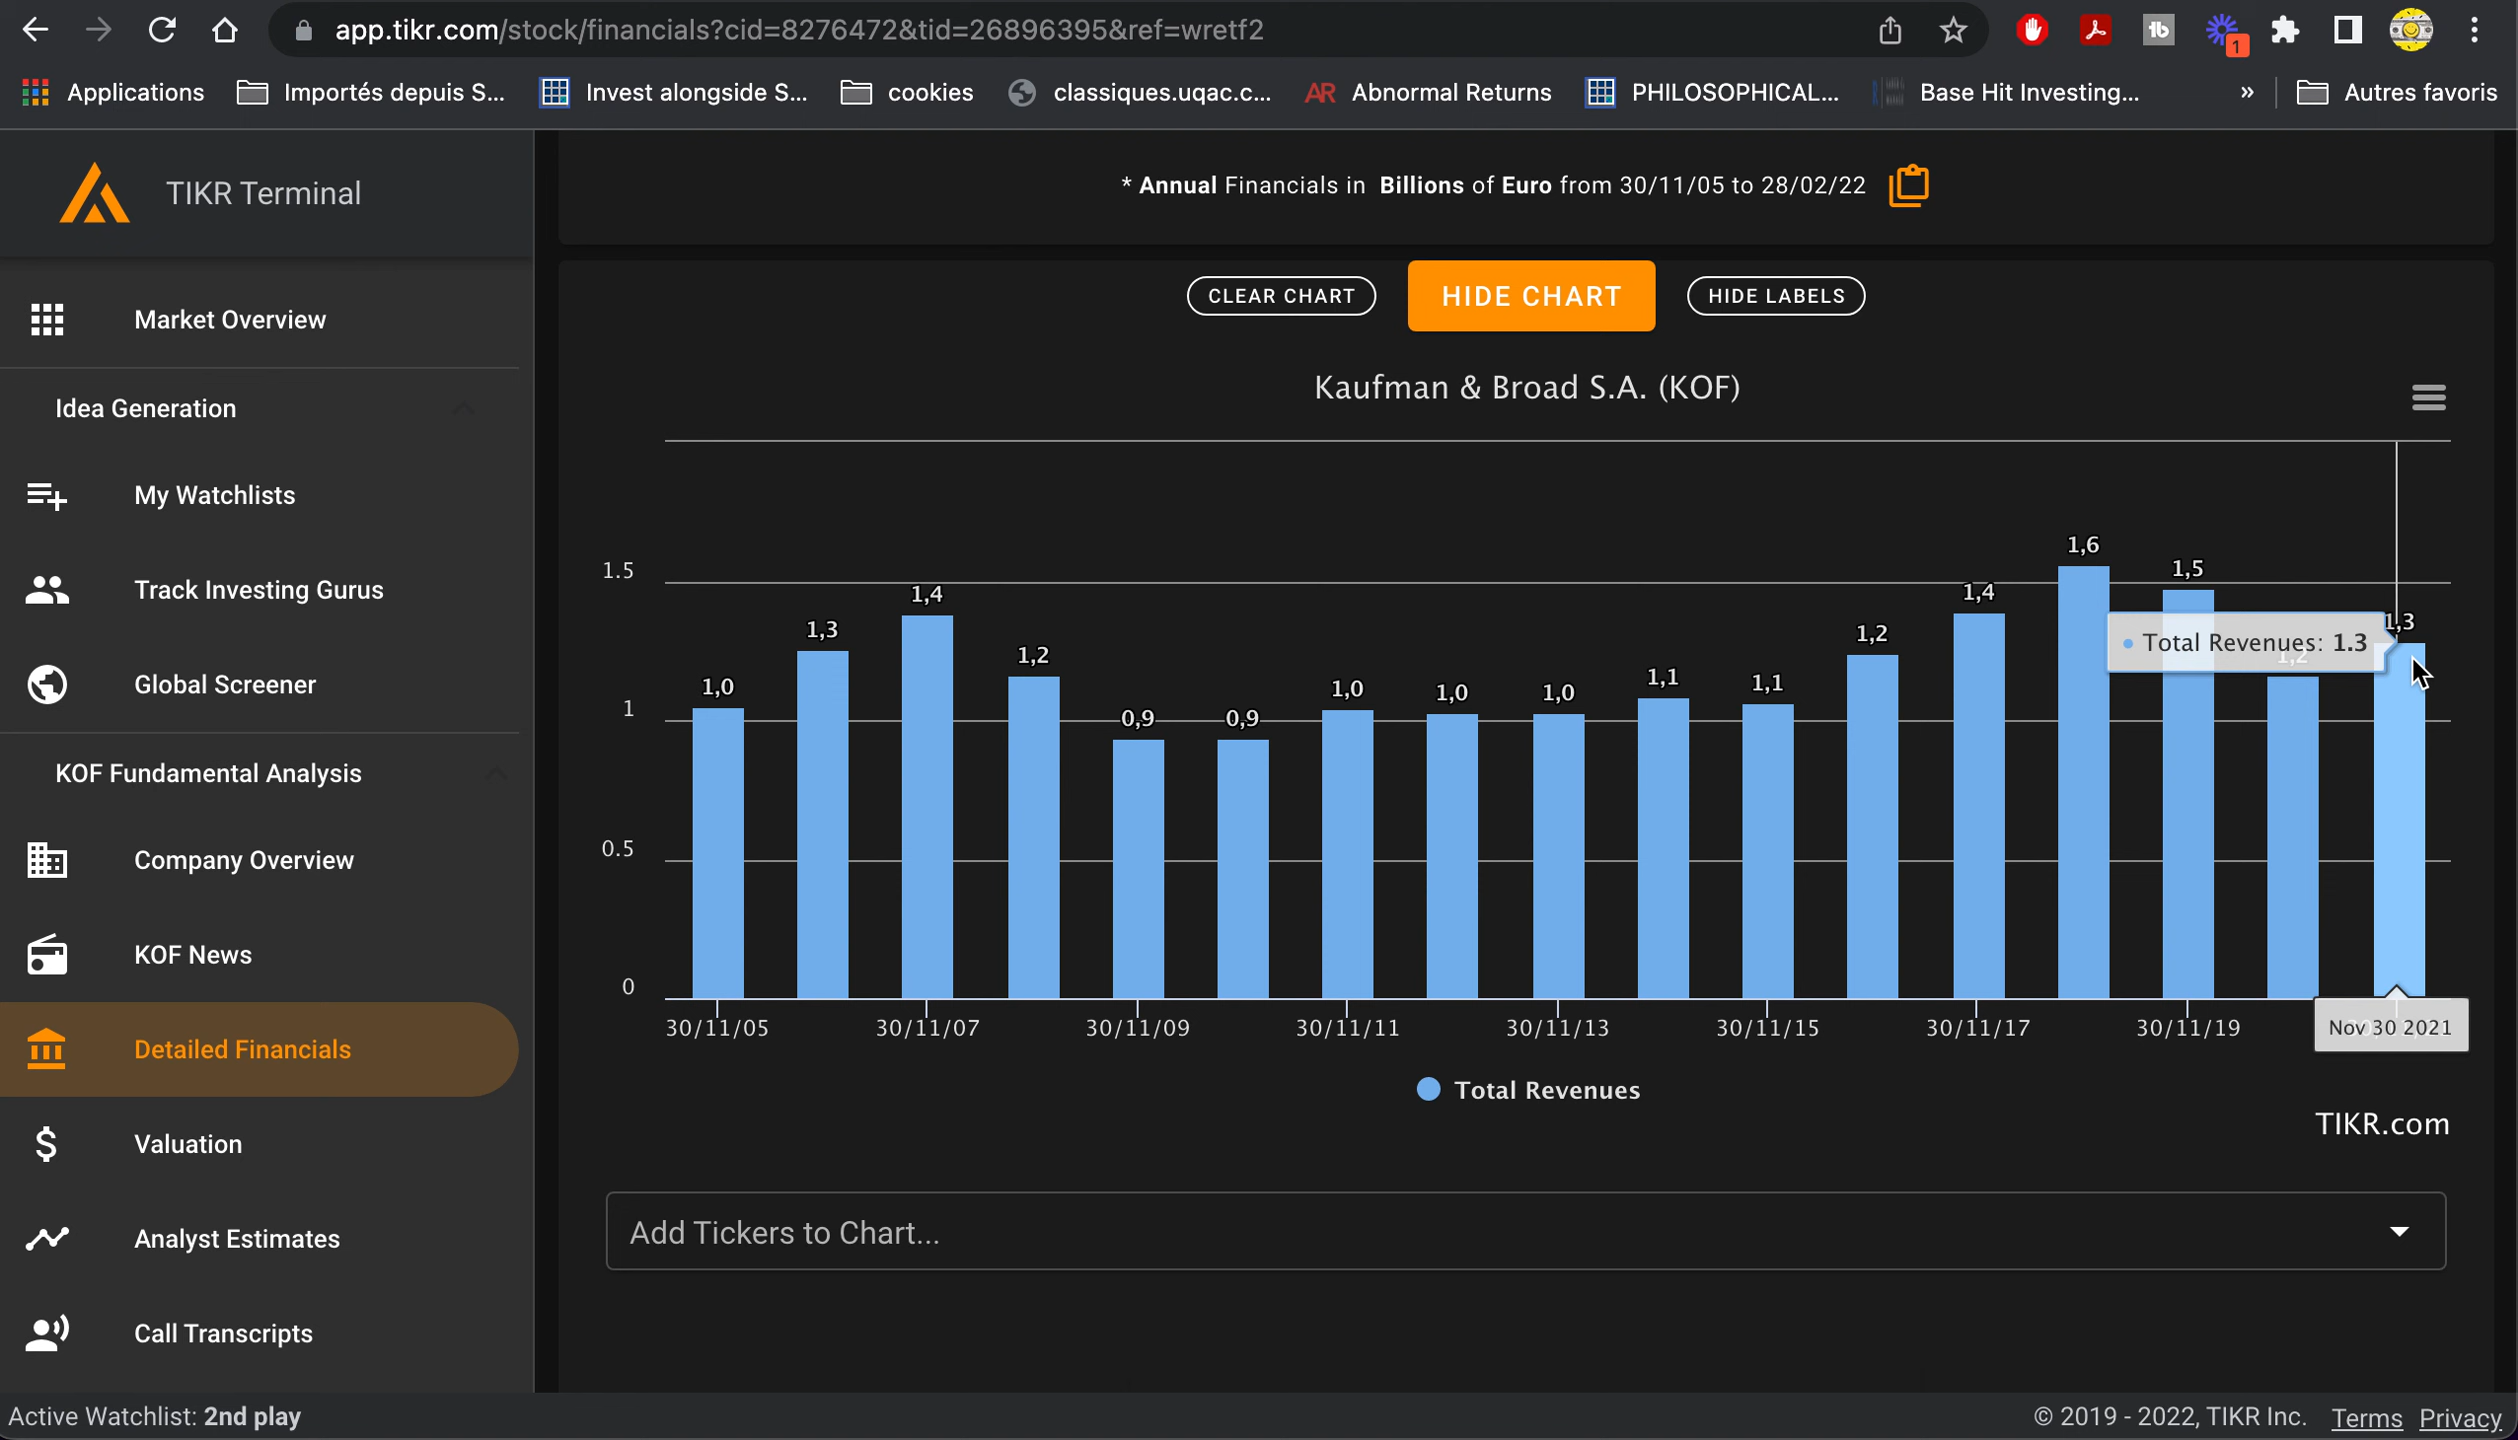 app.tikr.com/stock/financials?cid=8276472&tid=26896395&ref=wretf2
1
Applications
Importés depuis S...
Invest alongside S...
cookies
classiques.uqac.c...
AR Abnormal Returns
PHILOSOPHICAL...
Base Hit Investing...
»
Autres favoris
TIKR Terminal
Market Overview
Idea Generation
My Watchlists
Track Investing Gurus
Global Screener
KOF Fundamental Analysis
Company Overview
KOF News
Detailed Financials
Valuation
Analyst Estimates
Call Transcripts
* Annual Financials in Billions of Euro from 30/11/05 to 28/02/22
CLEAR CHART
HIDE CHART
HIDE LABELS
Kaufman & Broad S.A. (KOF)
1.5
1
0.5
0
1,0
1,3
1,4
1,2
0,9
0,9
1,0
1,0
1,0
1,1
1,1
1,2
1,4
1,6
1,5
1,2
1,3
Total Revenues: 1.3
30/11/05
30/11/07
30/11/09
30/11/11
30/11/13
30/11/15
30/11/17
30/11/19
Nov 30 2021
Total Revenues
TIKR.com
Add Tickers to Chart...
Active Watchlist: 2nd play
© 2019 - 2022, TIKR Inc. Terms Privacy